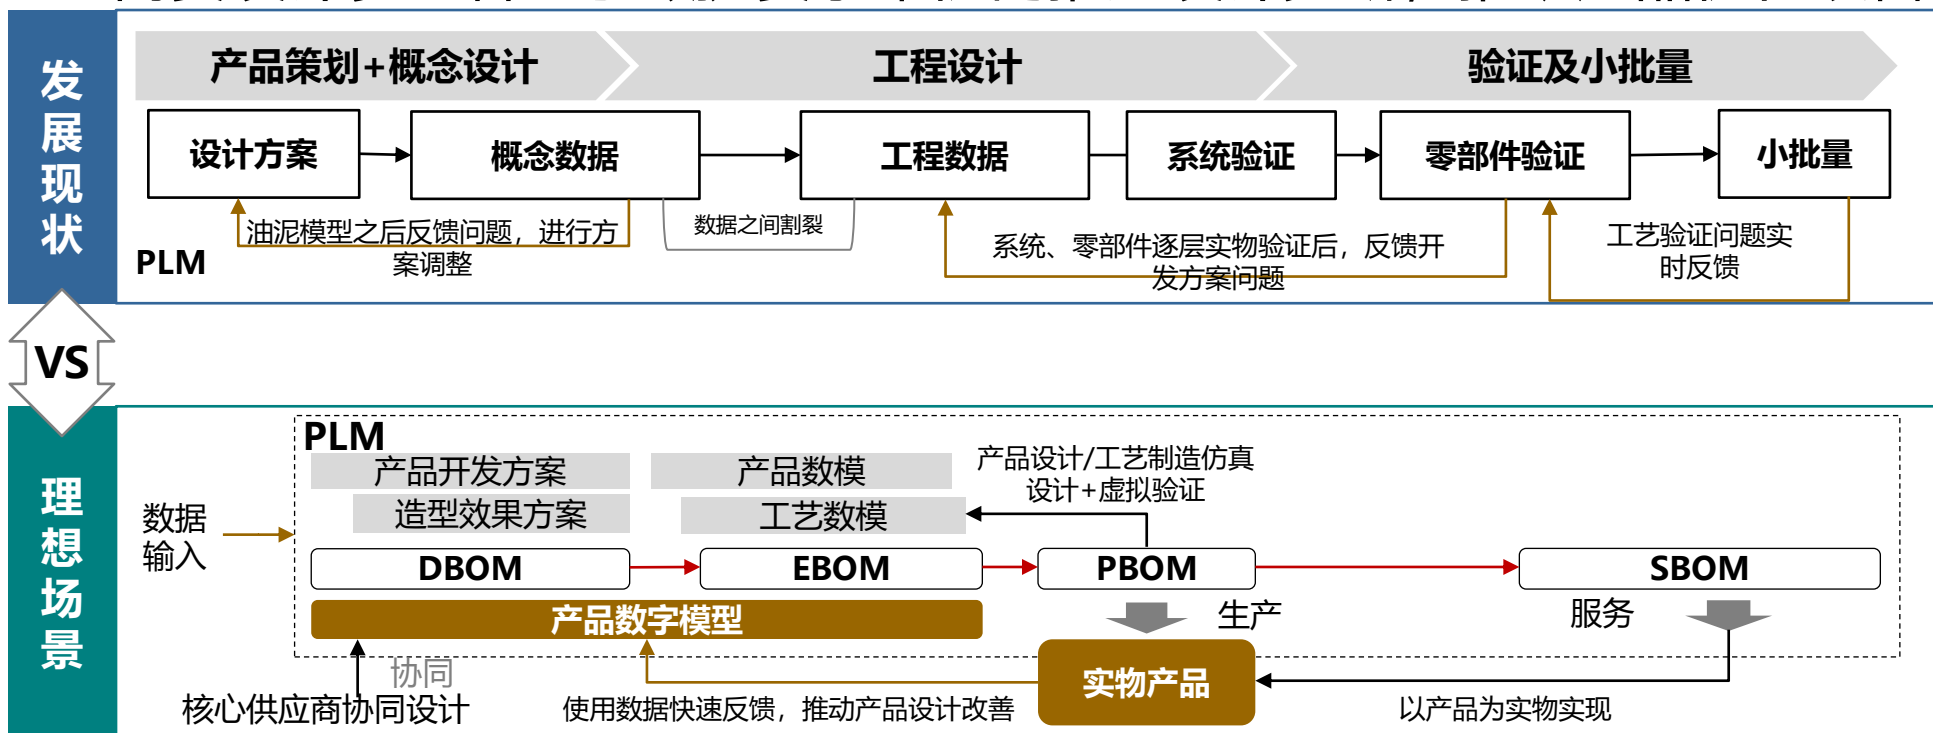 发展现状
产品策划+概念设计
工程设计
验证及小批量
设计方案
概念数据
工程数据
系统验证
零部件验证
小批量
油泥模型之后反馈问题，进行方
案调整
数据之间割裂
系统、零部件逐层实物验证后，反馈开
发方案问题
工艺验证问题实
时反馈
PLM
VS
理想场景
PLM
产品开发方案
产品数模
产品设计/工艺制造仿真
设计+虚拟验证
造型效果方案
工艺数模
数据
输入
DBOM
EBOM
PBOM
SBOM
产品数字模型
生产
服务
协同
实物产品
核心供应商协同设计
使用数据快速反馈，推动产品设计改善
以产品为实物实现